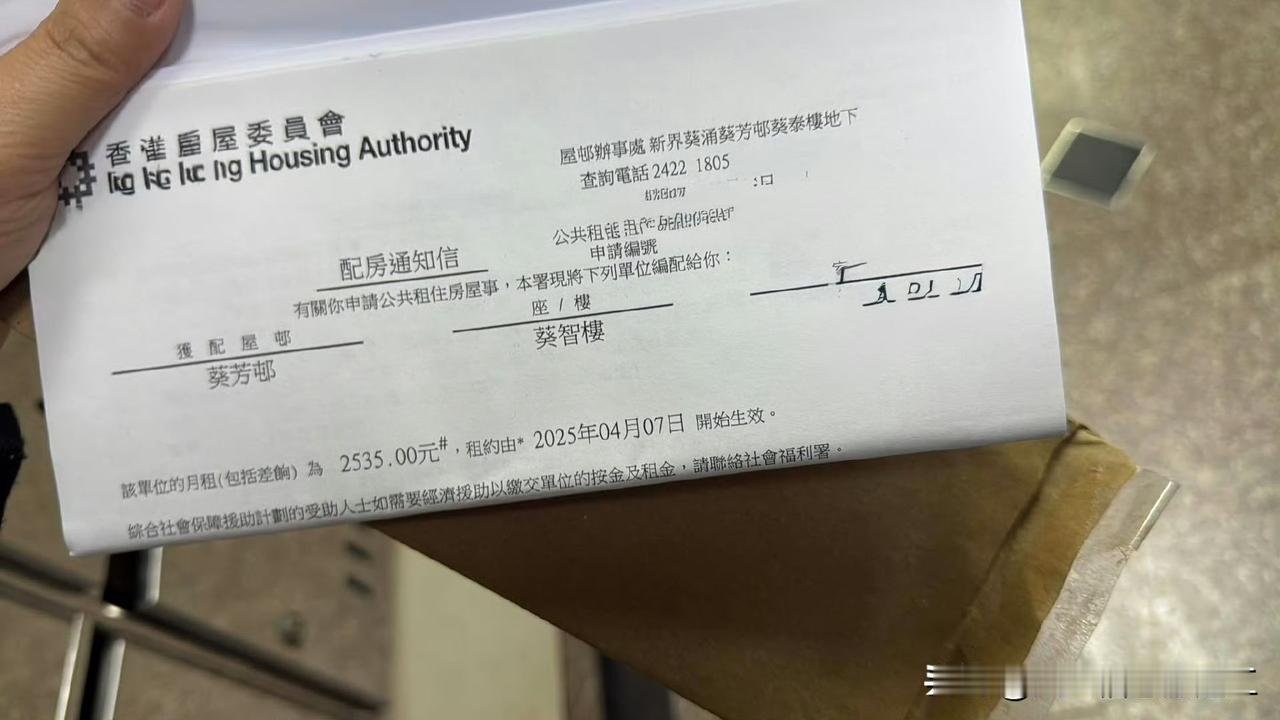 香港房屋委員會
Housing Authority
屋邨辦事處 新界葵涌葵芳邨葵泰樓地下
查詢電話 2422 1805
公共租
申請編號
配房通知信
有關你申請公共租住房屋事，本署現將下列單位編配給你：
獲配屋邨
座 / 樓
葵芳邨
葵智樓
該單位的月租(包括差餉) 為 2535.00元#，租約由* 2025年04月07日 開始生效。
綜合社會保障援助計劃的受助人士如需要經濟援助以繳交單位的按金及租金，請聯絡社會福利署。